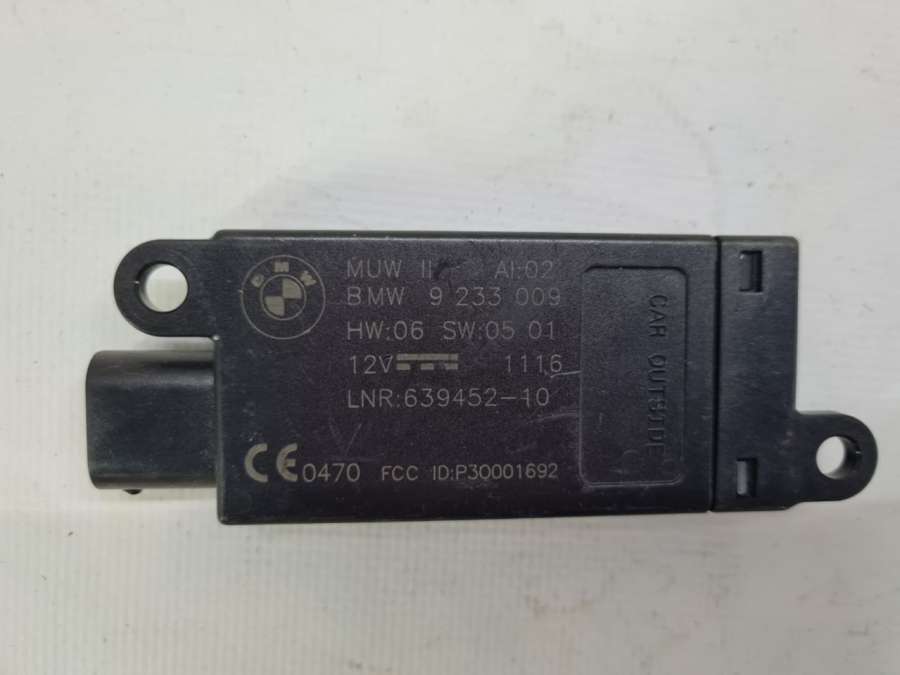 BMW
MUW II AI:02
BMW 9 233 009
HW:06 SW:05 01
12V 1116
LNR:639452-10
CE 0470 FCC ID:P30001692
CAR OUTSIDE